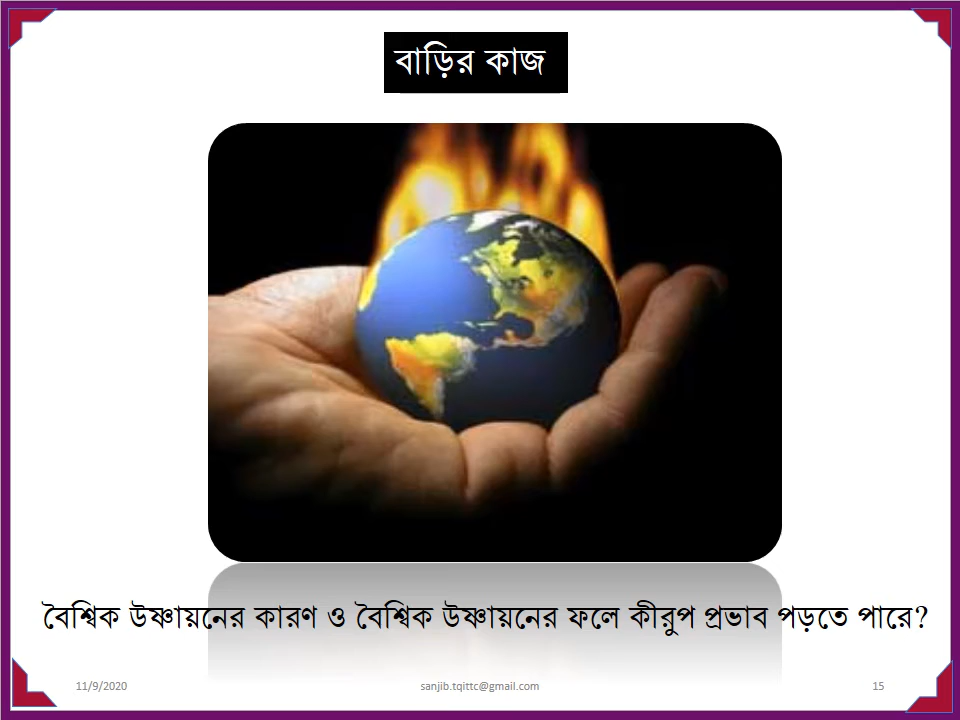 বাড়ির কাজ
বৈশ্বিক উষ্ণায়নের কারণ ও বৈশ্বিক উষ্ণায়নের ফলে কীরুপ প্রভাব পড়তে পারে?
11/9/2020
sanjib.tqittc@gmail.com
15